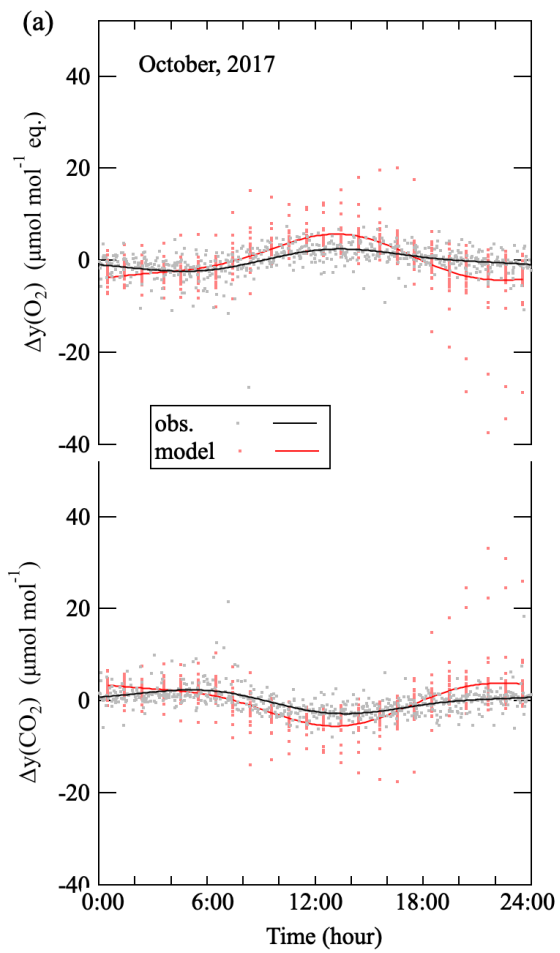 (a)
October, 2017
40
20
0
-20
-40
Δy(O₂) (μmol mol⁻¹ eq.)
obs.
model
40
20
0
-20
-40
Δy(CO₂) (μmol mol⁻¹)
0:00 6:00 12:00 18:00 24:00
Time (hour)